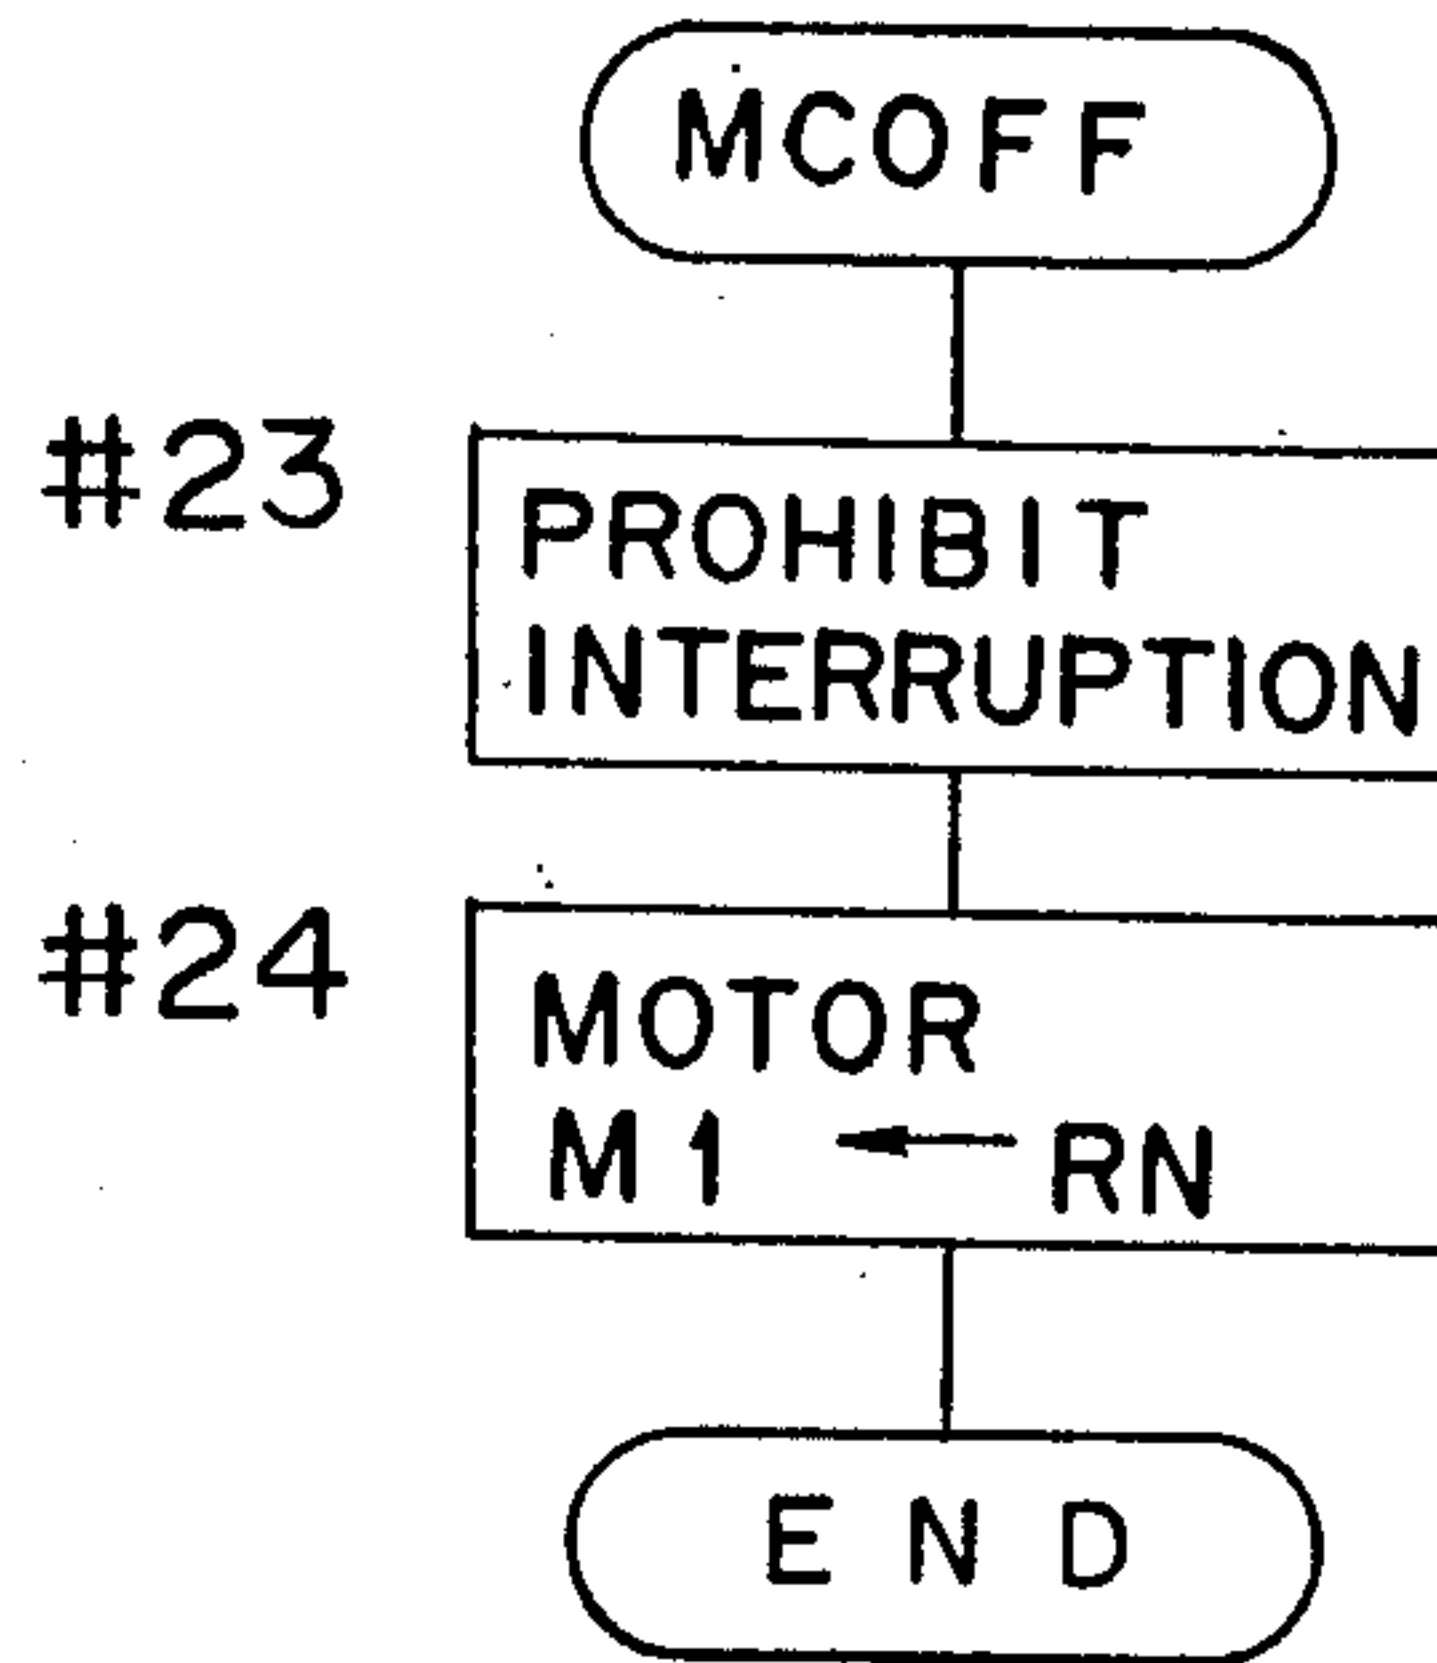 MCOFF
#23
PROHIBIT
INTERRUPTION
#24
MOTOR
M1 ← RN
END